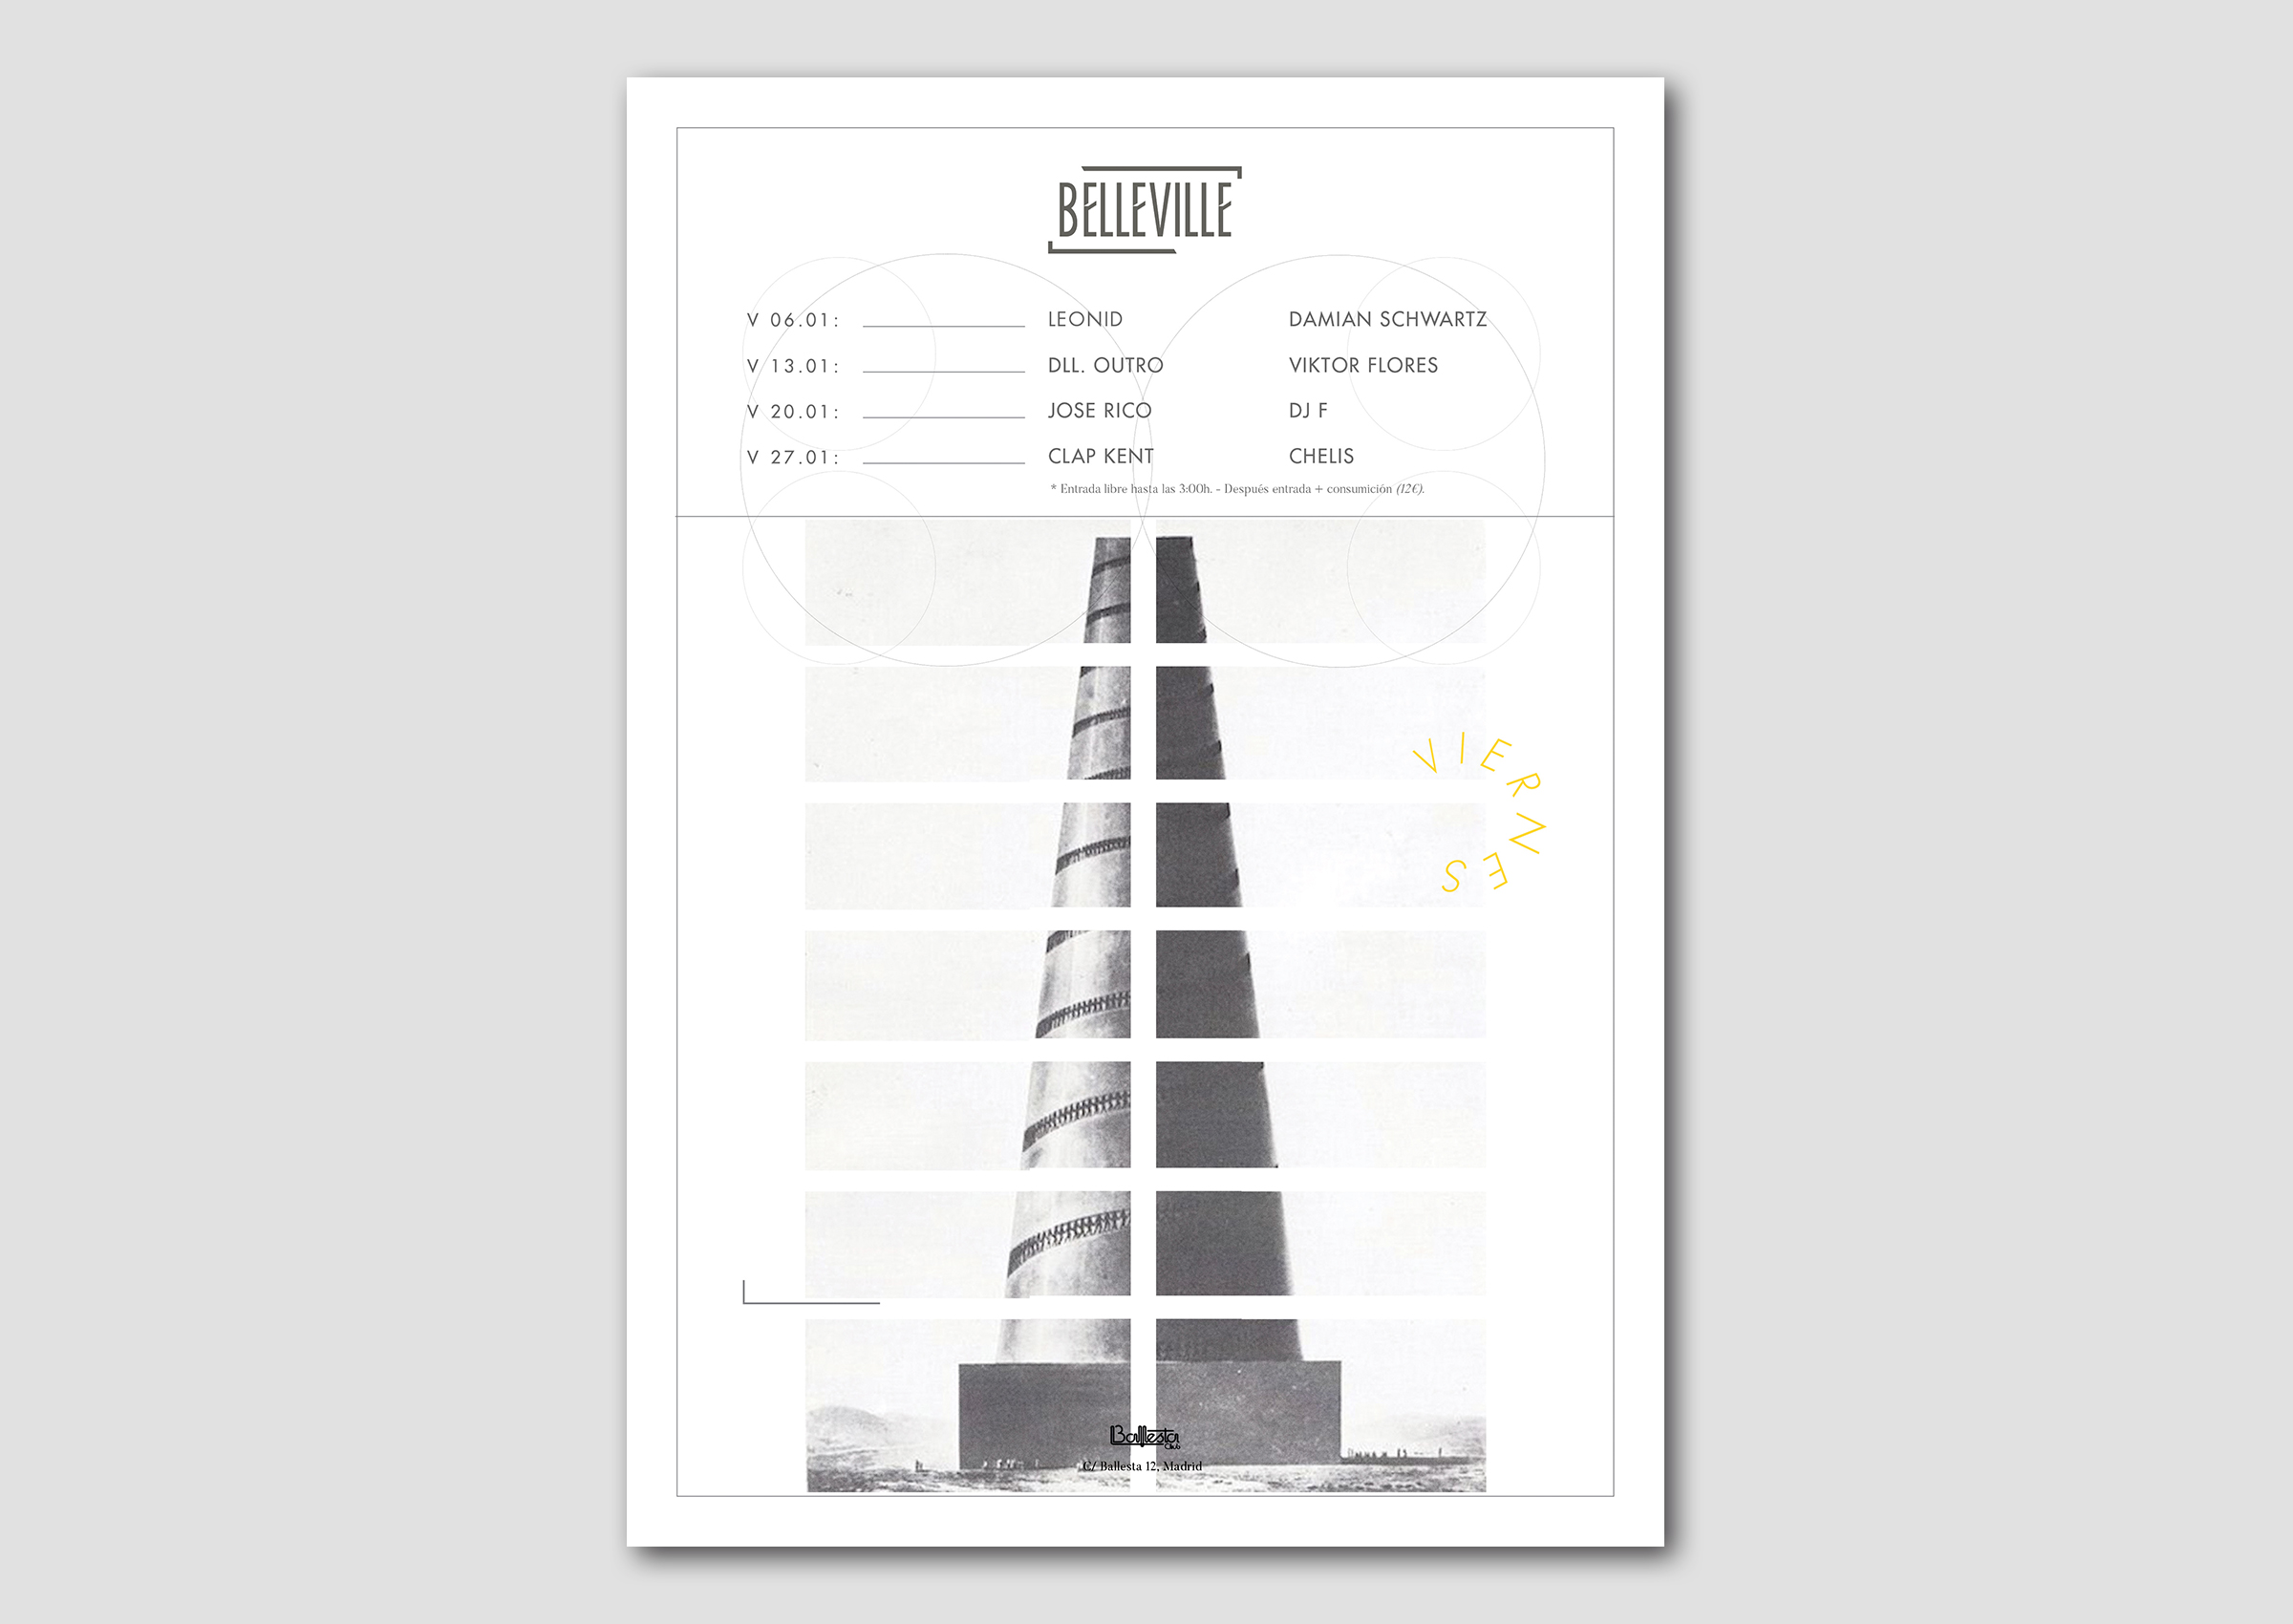 BELLEVILLE
V 06.01: LEONID DAMIAN SCHWARTZ
V 13.01: DLL. OUTRO VIKTOR FLORES
V 20.01: JOSE RICO DJ F
V 27.01: CLAP KENT CHELIS
* Entrada libre hasta las 3:00h. - Después entrada + consumición (12€).
VIERNES
Ballesta
Club
C/ Ballesta 12, Madrid